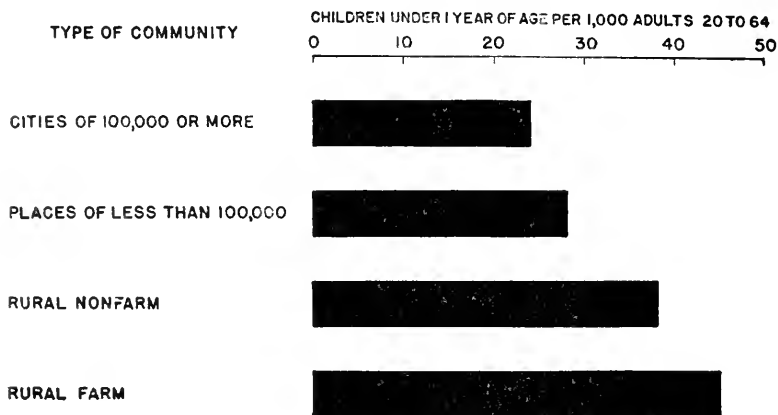 TYPE OF COMMUNITY
CHILDREN UNDER 1 YEAR OF AGE PER 1,000 ADULTS 20 TO 64
0 10 20 30 40 50
CITIES OF 100,000 OR MORE
PLACES OF LESS THAN 100,000
RURAL NONFARM
RURAL FARM